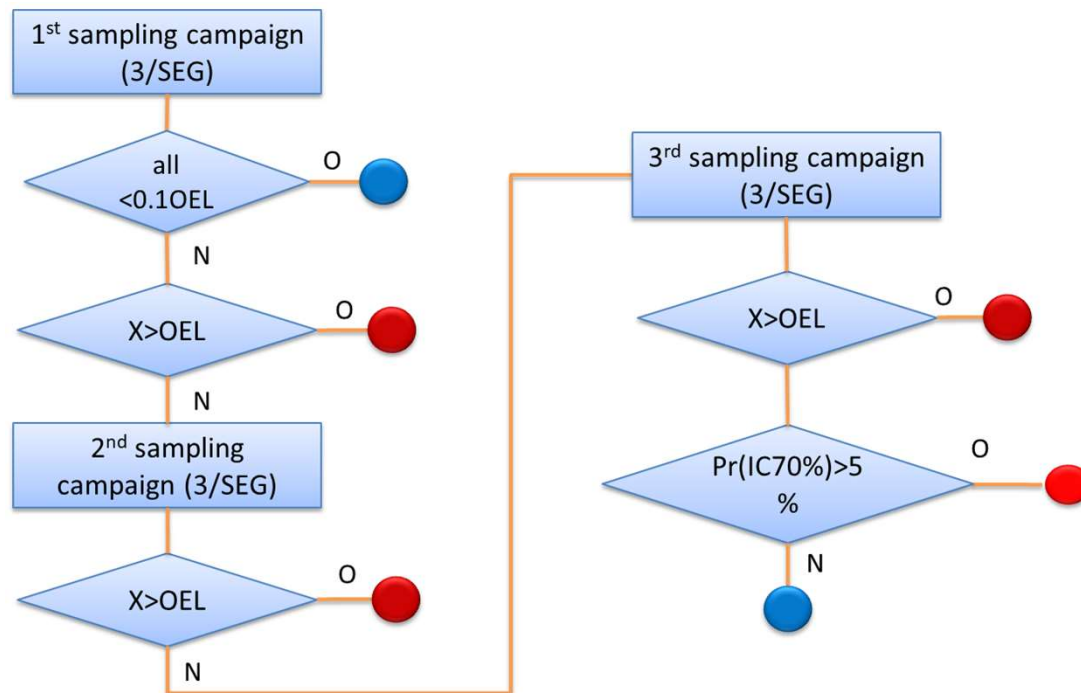 1st sampling campaign
(3/SEG)
all
<0.1OEL
O
N
X>OEL
O
N
2nd sampling
campaign (3/SEG)
X>OEL
O
N
3rd sampling campaign
(3/SEG)
X>OEL
O
Pr(IC70%)>5
%
O
N